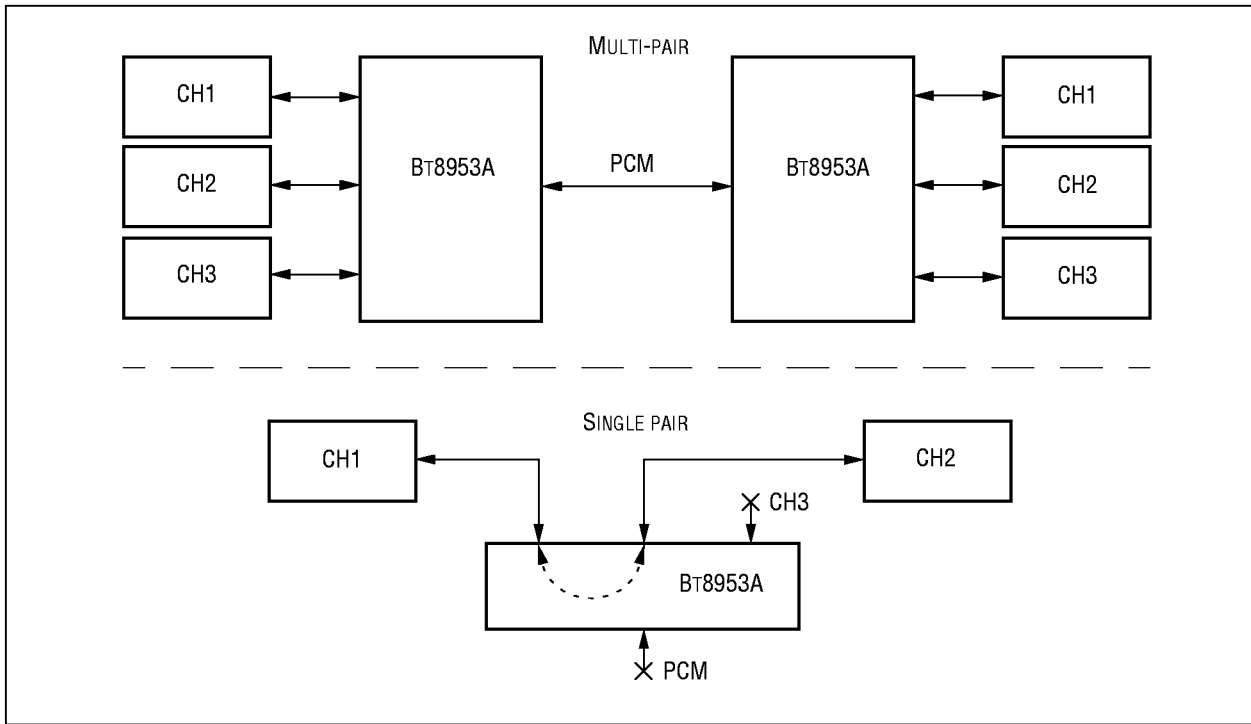 MULTI-PAIR
CH1
CH1
BT8953A
PCM
BT8953A
CH2
CH2
CH3
CH3
SINGLE PAIR
CH1
CH2
CH3
BT8953A
PCM